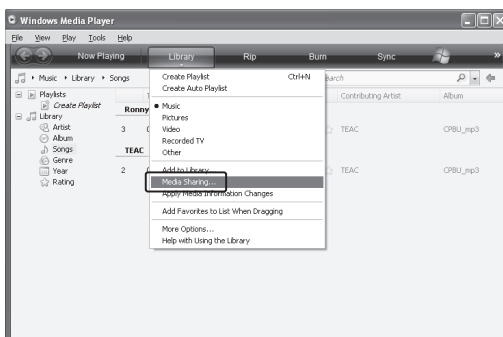 Windows Media Player
File View Play Tools Help
Now Playing Library Rip Burn Sync »
Music ▸ Library ▸ Songs
Playlists
Create Playlist
Library
Artist
Album
Songs
Genre
Year
Rating
Ronny
3
TEAC
2
Create Playlist Ctrl+N
Create Auto Playlist
Music
Pictures
Video
Recorded TV
Other
Add to Library...
Media Sharing...
Apply Media Information Changes
Add Favorites to List When Dragging
More Options...
Help with Using the Library
Contributing Artist Album
TEAC CPBU_mp3
TEAC CPBU_mp3